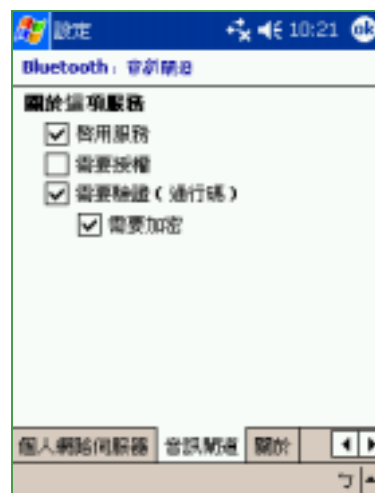 設定 10:21 ok
Bluetooth：音訊閘道
關於這項服務
啓用服務
需要授權
需要驗證（通行碼）
需要加密
個人網路伺服器 音訊閘道 關於
ㄅ